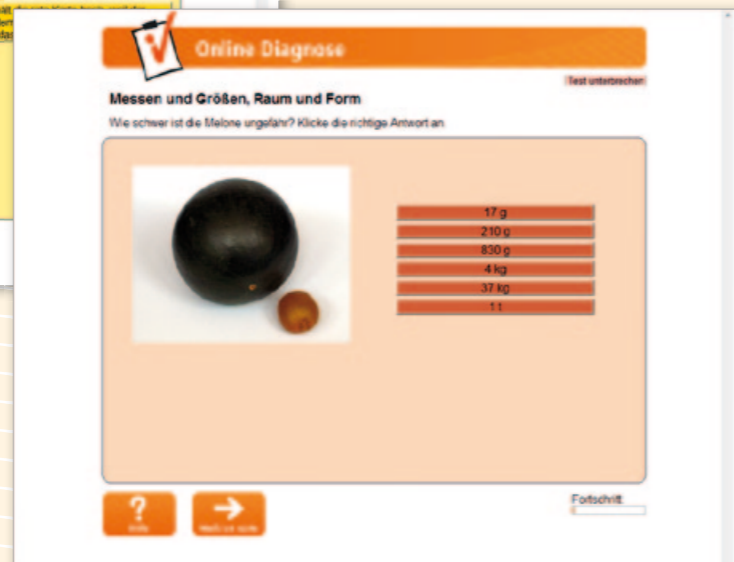 Online Diagnose
Test unterbrechen
Messen und Größen, Raum und Form
Wie schwer ist die Melone ungefähr? Klicke die richtige Antwort an.
17 g
210 g
830 g
4 kg
37 kg
1 t
Fortschritt
?